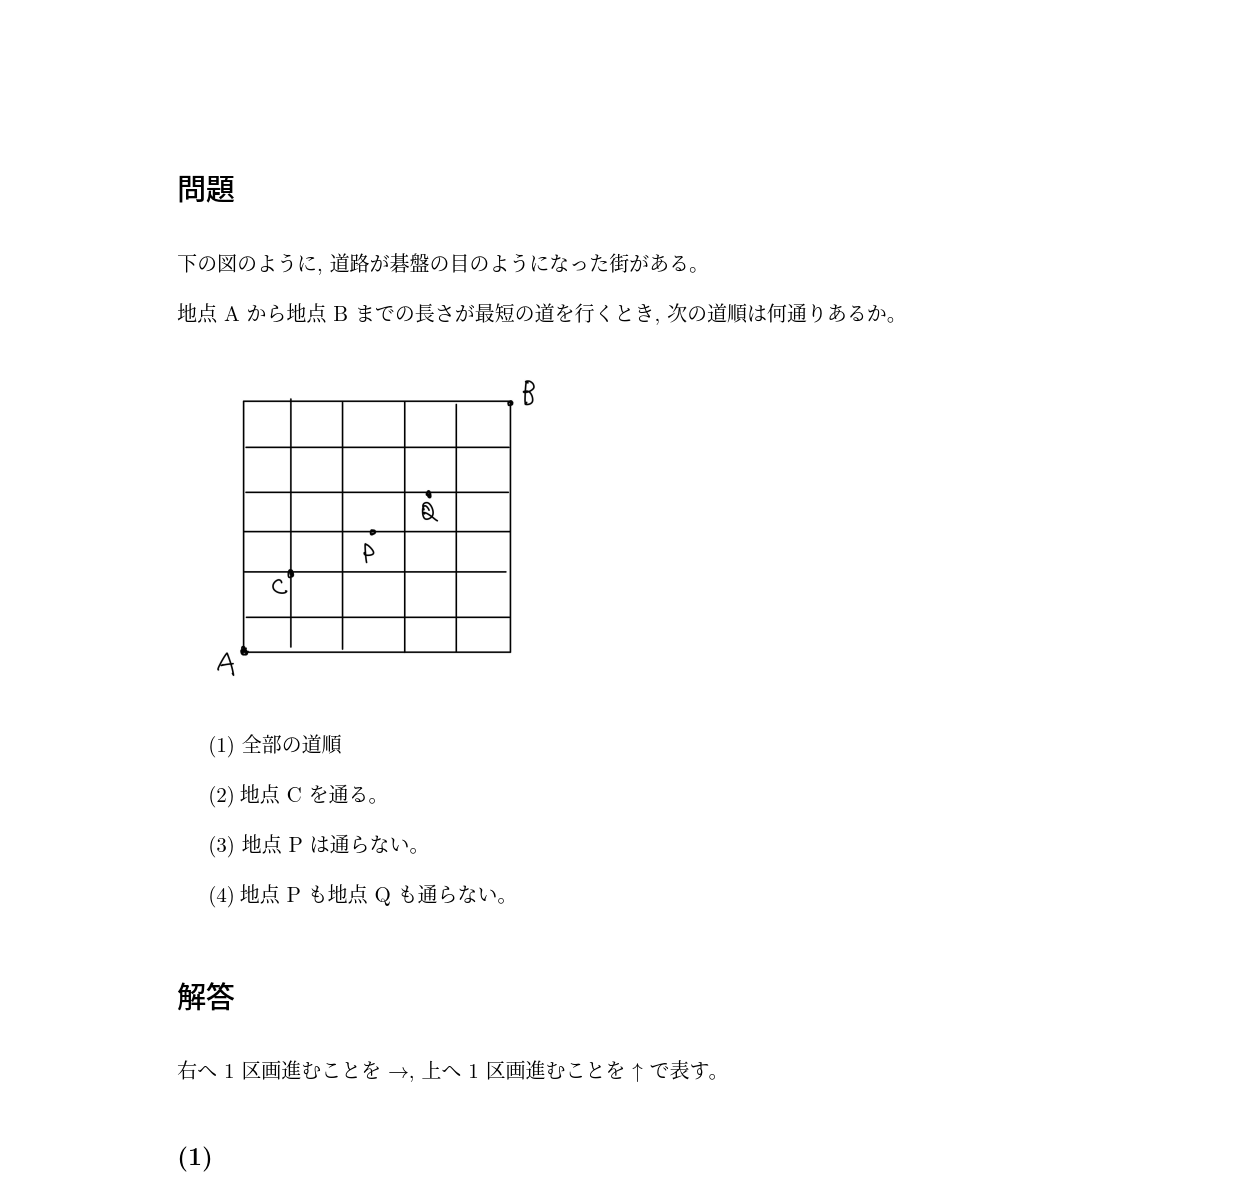 問題
下の図のように, 道路が碁盤の目のようになった街がある。
地点 A から地点 B までの長さが最短の道を行くとき, 次の道順は何通りあるか。
B
Q
P
C
A
(1) 全部の道順
(2) 地点 C を通る。
(3) 地点 P は通らない。
(4) 地点 P も地点 Q も通らない。
解答
右へ 1 区画進むことを →, 上へ 1 区画進むことを ↑ で表す。
(1)